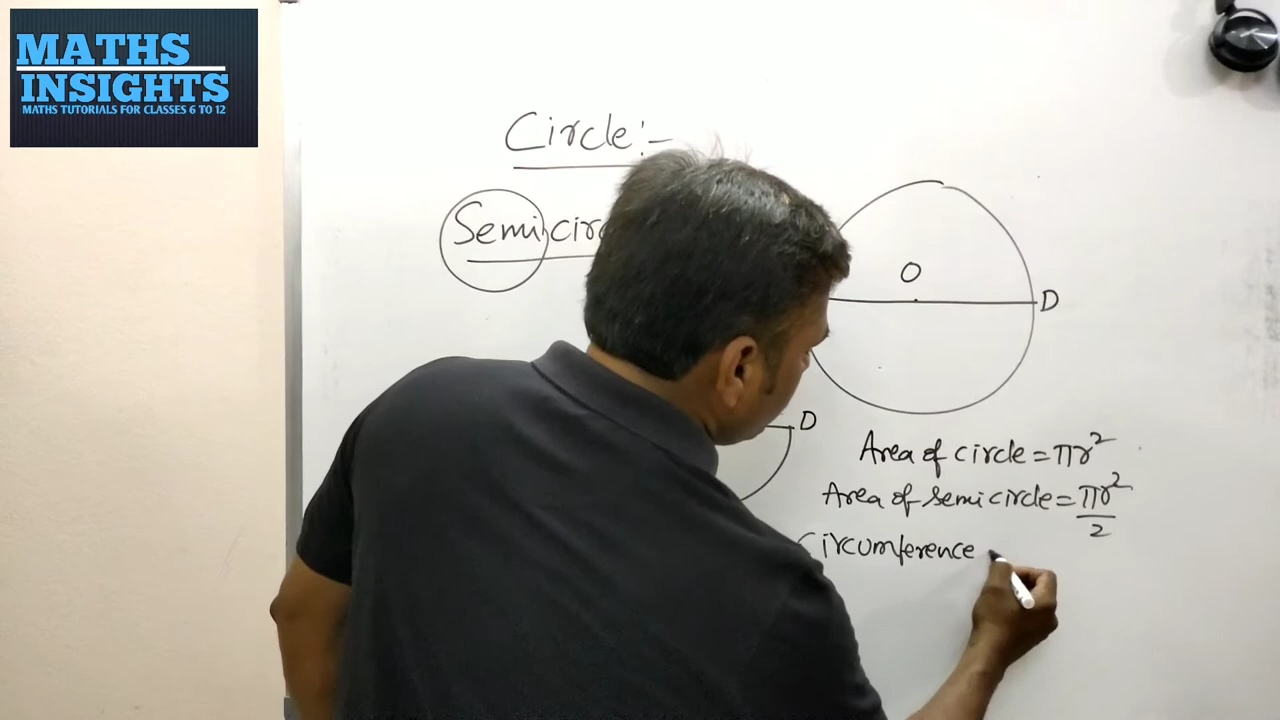 MATHS
INSIGHTS
MATHS TUTORIALS FOR CLASSES 6 TO 12
Circle:-
Semi circ
O
D
D
Area of circle = πr²
Area of semi circle = πr²/2
Circumference